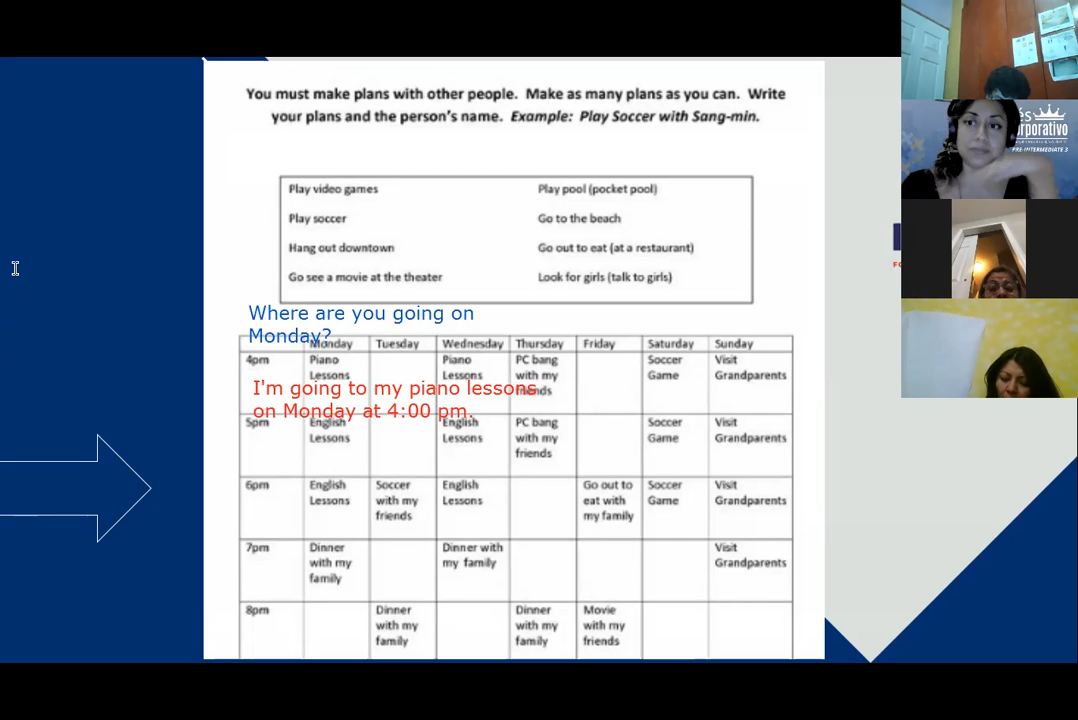 You must make plans with other people.  Make as many plans as you can.  Write
your plans and the person's name.  Example:  Play Soccer with Sang-min.
Play video games
Play pool (pocket pool)
Play soccer
Go to the beach
Hang out downtown
Go out to eat (at a restaurant)
Go see a movie at the theater
Look for girls (talk to girls)
Where are you going on
Monday?
Monday Tuesday Wednesday Thursday Friday Saturday Sunday
4pm
Piano
Lessons
Piano
Lessons
PC bang
with my
friends
Soccer
Game
Visit
Grandparents
I'm going to my piano lessons
on Monday at 4:00 pm.
5pm
English
Lessons
English
Lessons
PC bang
with my
friends
Soccer
Game
Visit
Grandparents
6pm
English
Lessons
Soccer
with my
friends
English
Lessons
Go out to
eat with
my family
Soccer
Game
Visit
Grandparents
7pm
Dinner
with my
family
Dinner with
my family
Visit
Grandparents
8pm
Dinner
with my
family
Dinner
with my
family
Movie
with my
friends
PRE-INTERMEDIATE 3